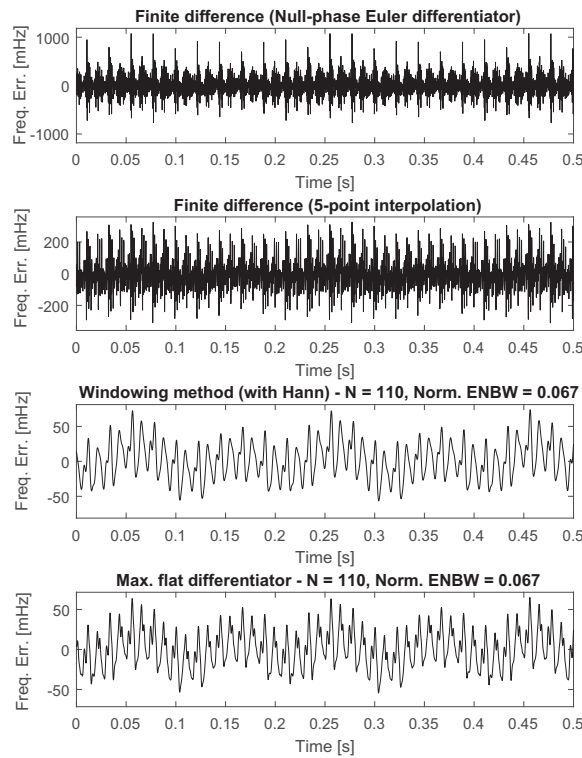 Finite difference (Null-phase Euler differentiator)
1000
0
-1000
Freq. Err. [mHz]
0 0.05 0.1 0.15 0.2 0.25 0.3 0.35 0.4 0.45 0.5
Time [s]
Finite difference (5-point interpolation)
200
0
-200
Freq. Err. [mHz]
0 0.05 0.1 0.15 0.2 0.25 0.3 0.35 0.4 0.45 0.5
Time [s]
Windowing method (with Hann) - N = 110, Norm. ENBW = 0.067
50
0
-50
Freq. Err. [mHz]
0 0.05 0.1 0.15 0.2 0.25 0.3 0.35 0.4 0.45 0.5
Time [s]
Max. flat differentiator - N = 110, Norm. ENBW = 0.067
50
0
-50
Freq. Err. [mHz]
0 0.05 0.1 0.15 0.2 0.25 0.3 0.35 0.4 0.45 0.5
Time [s]